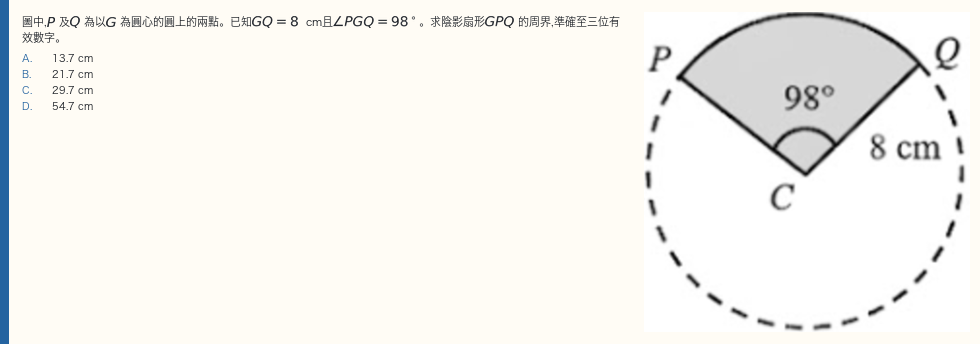 圖中,P 及Q 為以G 為圓心的圓上的兩點。已知GQ = 8 cm且∠PGQ = 98°。求陰影扇形GPQ 的周界,準確至三位有
效數字。
A. 13.7 cm
B. 21.7 cm
C. 29.7 cm
D. 54.7 cm
P
Q
98°
8 cm
C